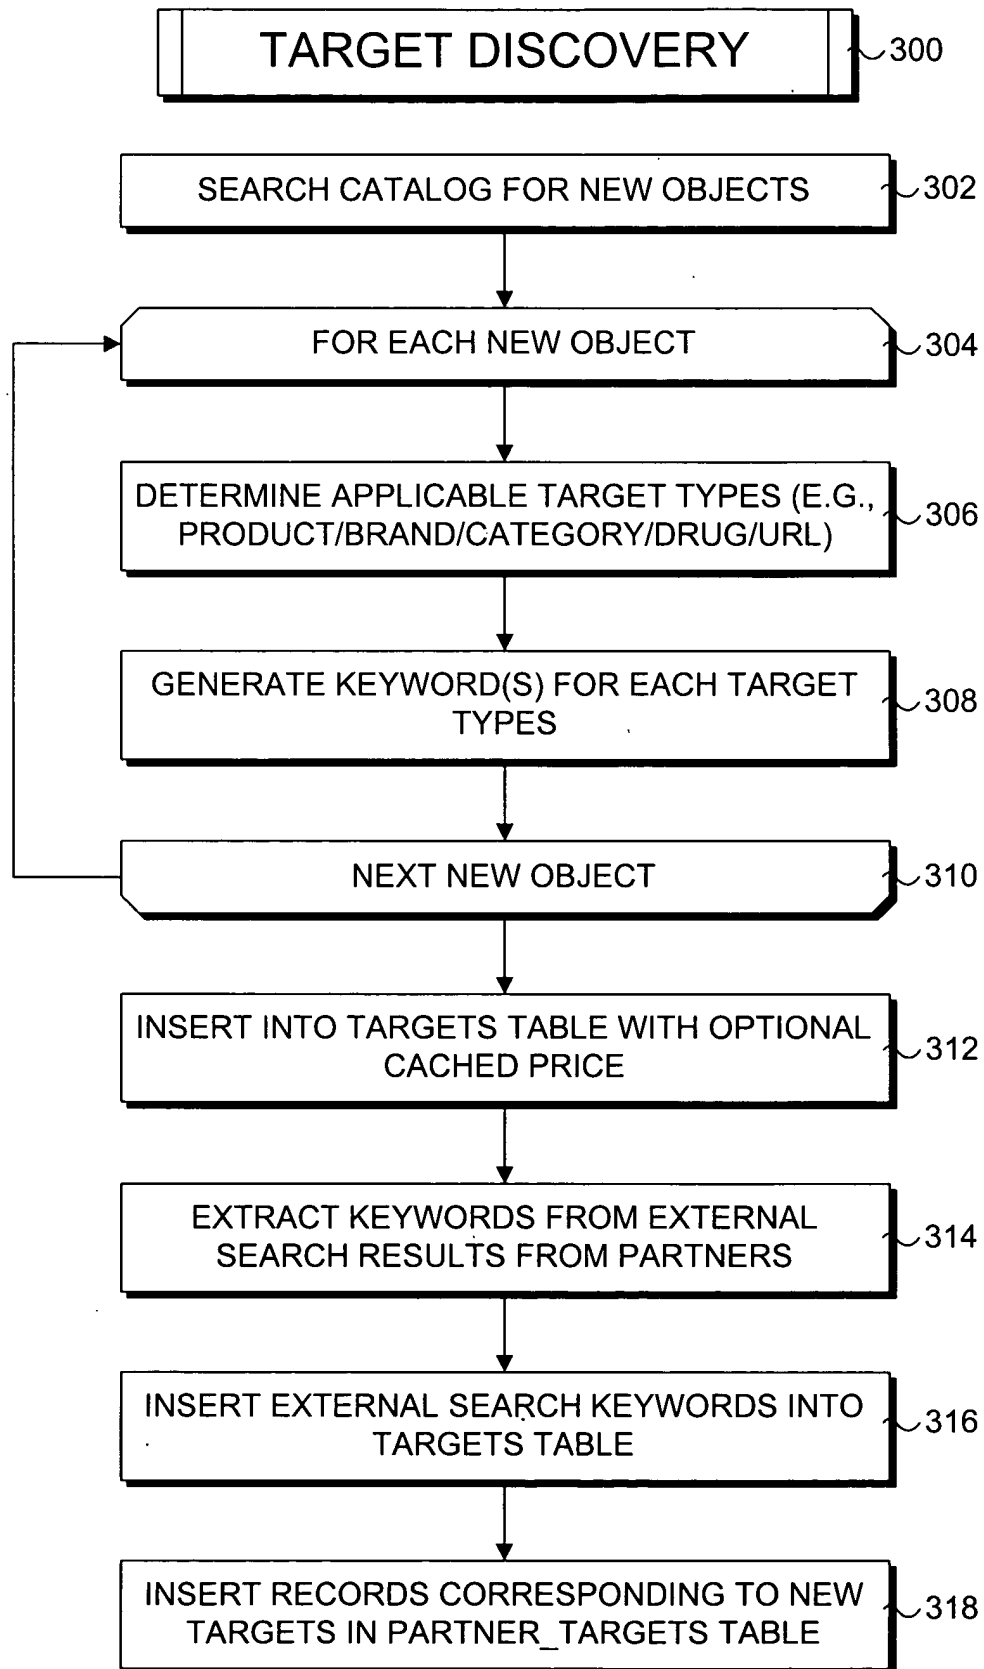 TARGET DISCOVERY
300
SEARCH CATALOG FOR NEW OBJECTS
302
FOR EACH NEW OBJECT
304
DETERMINE APPLICABLE TARGET TYPES (E.G.,
PRODUCT/BRAND/CATEGORY/DRUG/URL)
306
GENERATE KEYWORD(S) FOR EACH TARGET
TYPES
308
NEXT NEW OBJECT
310
INSERT INTO TARGETS TABLE WITH OPTIONAL
CACHED PRICE
312
EXTRACT KEYWORDS FROM EXTERNAL
SEARCH RESULTS FROM PARTNERS
314
INSERT EXTERNAL SEARCH KEYWORDS INTO
TARGETS TABLE
316
INSERT RECORDS CORRESPONDING TO NEW
TARGETS IN PARTNER_TARGETS TABLE
318